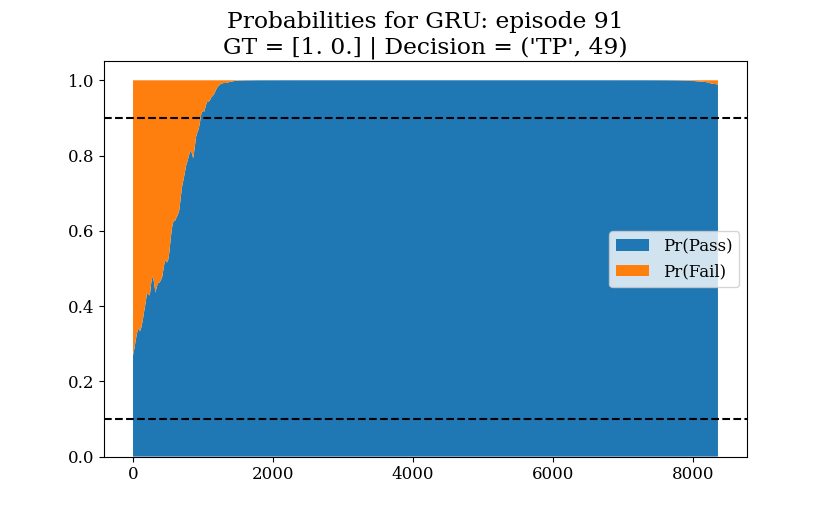 Probabilities for GRU: episode 91
GT = [1. 0.] | Decision = ('TP', 49)
1.0
0.8
0.6
0.4
0.2
0.0
Pr(Pass)
Pr(Fail)
0
2000
4000
6000
8000